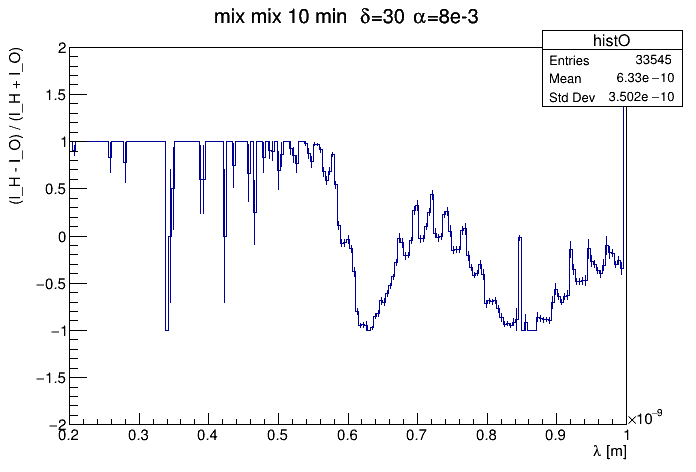 mix mix 10 min δ=30 α=8e-3
histO
Entries 33545
Mean 6.33e−10
Std Dev 3.502e−10
(I_H - I_O) / (I_H + I_O)
2
1.5
1
0.5
0
−0.5
−1
−1.5
−2
0.2 0.3 0.4 0.5 0.6 0.7 0.8 0.9 1
×10⁻⁹
λ [m]